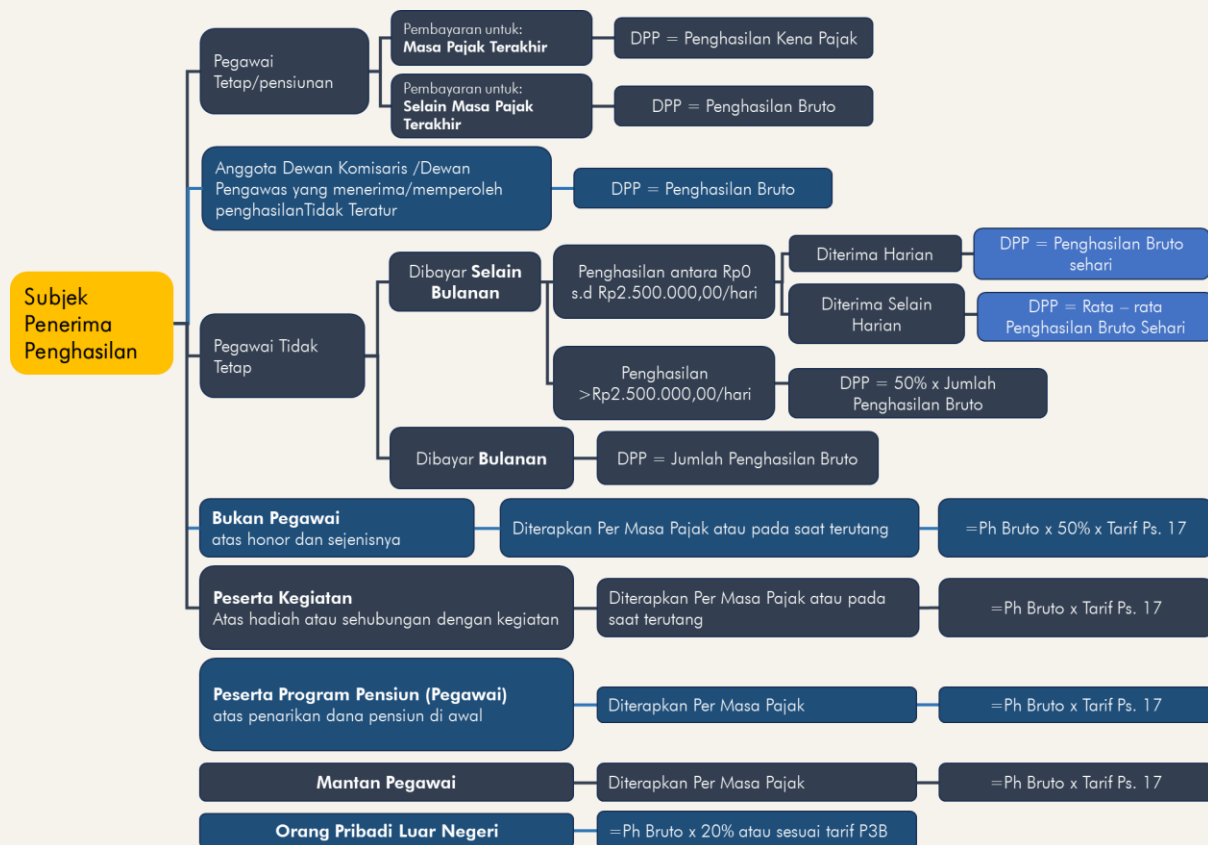 Subjek
Penerima
Penghasilan
Pegawai
Tetap/pensiunan
Pembayaran untuk:
Masa Pajak Terakhir
DPP = Penghasilan Kena Pajak
Pembayaran untuk:
Selain Masa Pajak
Terakhir
DPP = Penghasilan Bruto
Anggota Dewan Komisaris /Dewan
Pengawas yang menerima/memperoleh
penghasilanTidak Teratur
DPP = Penghasilan Bruto
Pegawai Tidak
Tetap
Dibayar Selain
Bulanan
Penghasilan antara Rp0
s.d Rp2.500.000,00/hari
Diterima Harian
DPP = Penghasilan Bruto
sehari
Diterima Selain
Harian
DPP = Rata – rata
Penghasilan Bruto Sehari
Penghasilan
>Rp2.500.000,00/hari
DPP = 50% x Jumlah
Penghasilan Bruto
Dibayar Bulanan
DPP = Jumlah Penghasilan Bruto
Bukan Pegawai
atas honor dan sejenisnya
Diterapkan Per Masa Pajak atau pada saat terutang
=Ph Bruto x 50% x Tarif Ps. 17
Peserta Kegiatan
Atas hadiah atau sehubungan dengan kegiatan
Diterapkan Per Masa Pajak atau pada
saat terutang
=Ph Bruto x Tarif Ps. 17
Peserta Program Pensiun (Pegawai)
atas penarikan dana pensiun di awal
Diterapkan Per Masa Pajak
=Ph Bruto x Tarif Ps. 17
Mantan Pegawai
Diterapkan Per Masa Pajak
=Ph Bruto x Tarif Ps. 17
Orang Pribadi Luar Negeri
=Ph Bruto x 20% atau sesuai tarif P3B